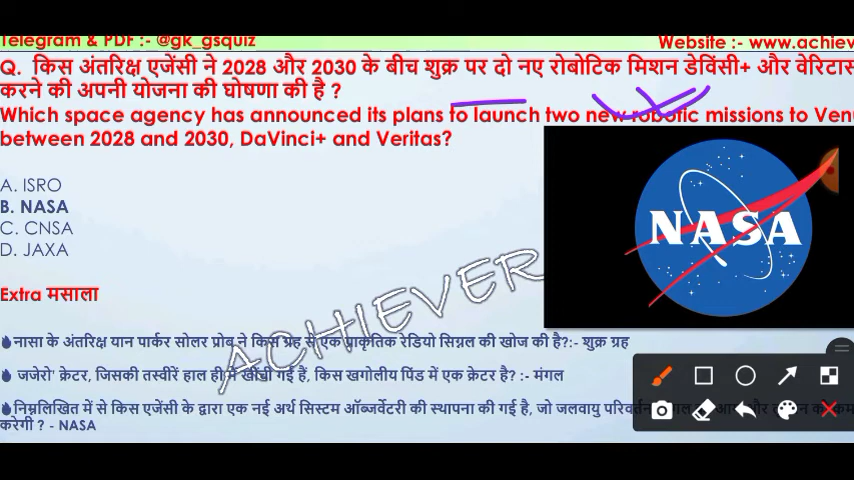 Telegram & PDF :- @gk_gsquiz
Website :- www.achiev
Q. किस अंतरिक्ष एजेंसी ने 2028 और 2030 के बीच शुक्र पर दो नए रोबोटिक मिशन डेविंसी+ और वेरिटास
करने की अपनी योजना की घोषणा की है ?
Which space agency has announced its plans to launch two new robotic missions to Venu
between 2028 and 2030, DaVinci+ and Veritas?
A. ISRO
B. NASA
C. CNSA
D. JAXA
NASA
ACHIEVER
Extra मसाला
नासा के अंतरिक्ष यान पार्कर सोलर प्रोब ने किस ग्रह से एक प्राकृतिक रेडियो सिग्नल की खोज की है?:- शुक्र ग्रह
जजेरो' क्रेटर, जिसकी तस्वीरें हाल ही में खींची गई हैं, किस खगोलीय पिंड में एक क्रेटर है? :- मंगल
निम्नलिखित में से किस एजेंसी के द्वारा एक नई अर्थ सिस्टम ऑब्जर्वेटरी की स्थापना की गई है, जो जलवायु परिवर्तन
करेगी ? - NASA